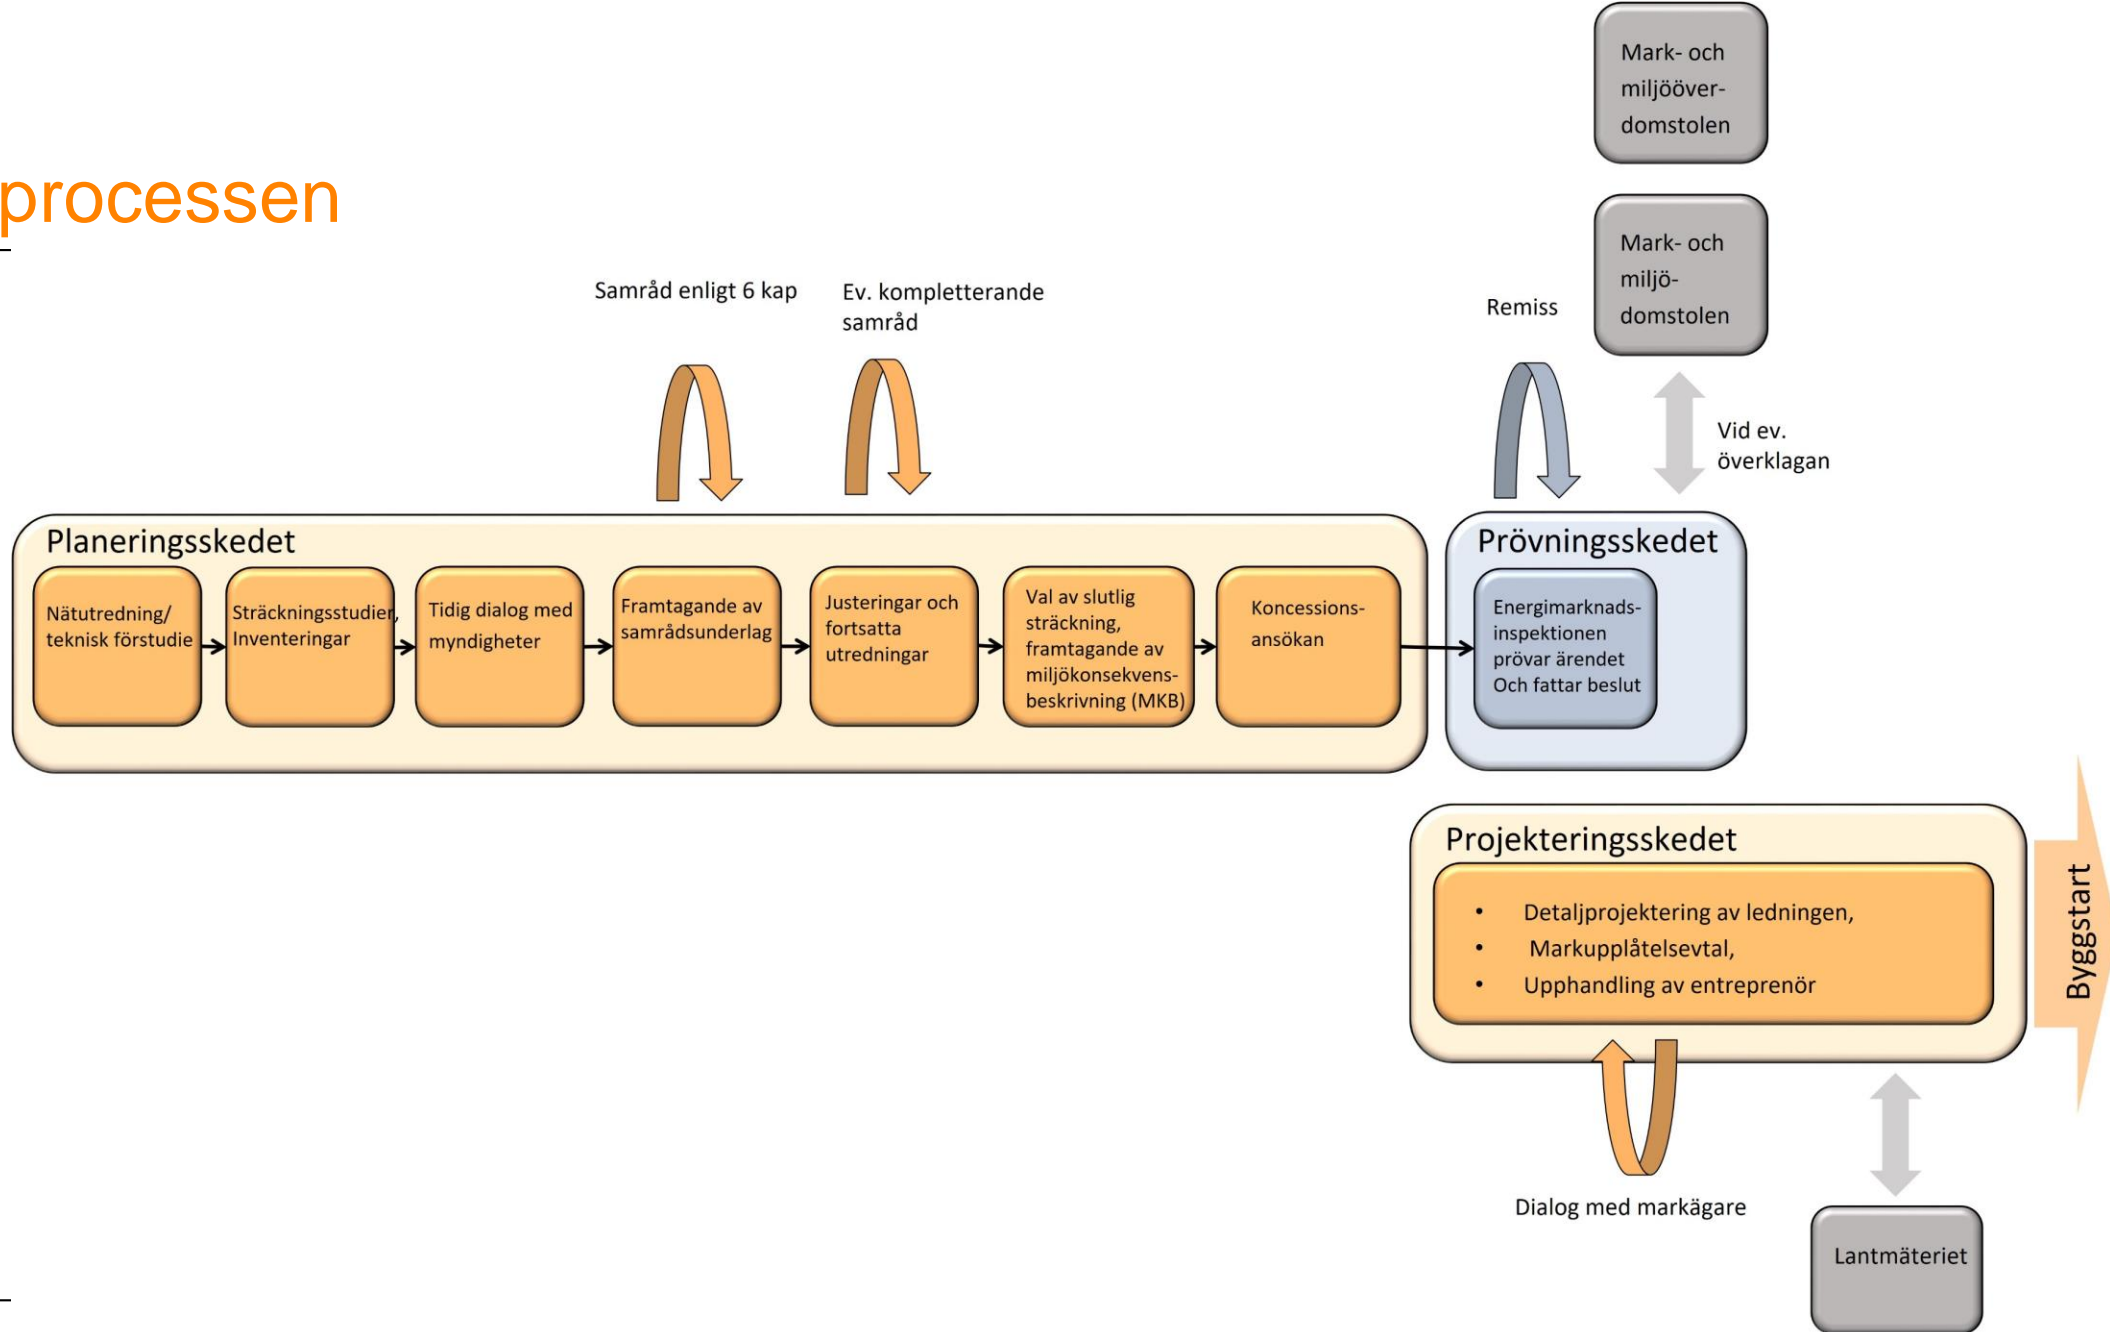 Mark- och
miljööver-
domstolen
processen
Mark- och
miljö-
domstolen
Samråd enligt 6 kap
Ev. kompletterande
samråd
Remiss
Vid ev.
överklagan
Planeringsskedet
Nätutredning/
teknisk förstudie
Sträckningsstudier,
Inventeringar
Tidig dialog med
myndigheter
Framtagande av
samrådsunderlag
Justeringar och
fortsatta
utredningar
Val av slutlig
sträckning,
framtagande av
miljökonsekvens-
beskrivning (MKB)
Koncessions-
ansökan
Prövningsskedet
Energimarknads-
inspektionen
prövar ärendet
Och fattar beslut
Projekteringsskedet
• Detaljprojektering av ledningen,
• Markupplåtelsevtal,
• Upphandling av entreprenör
Byggstart
Dialog med markägare
Lantmäteriet